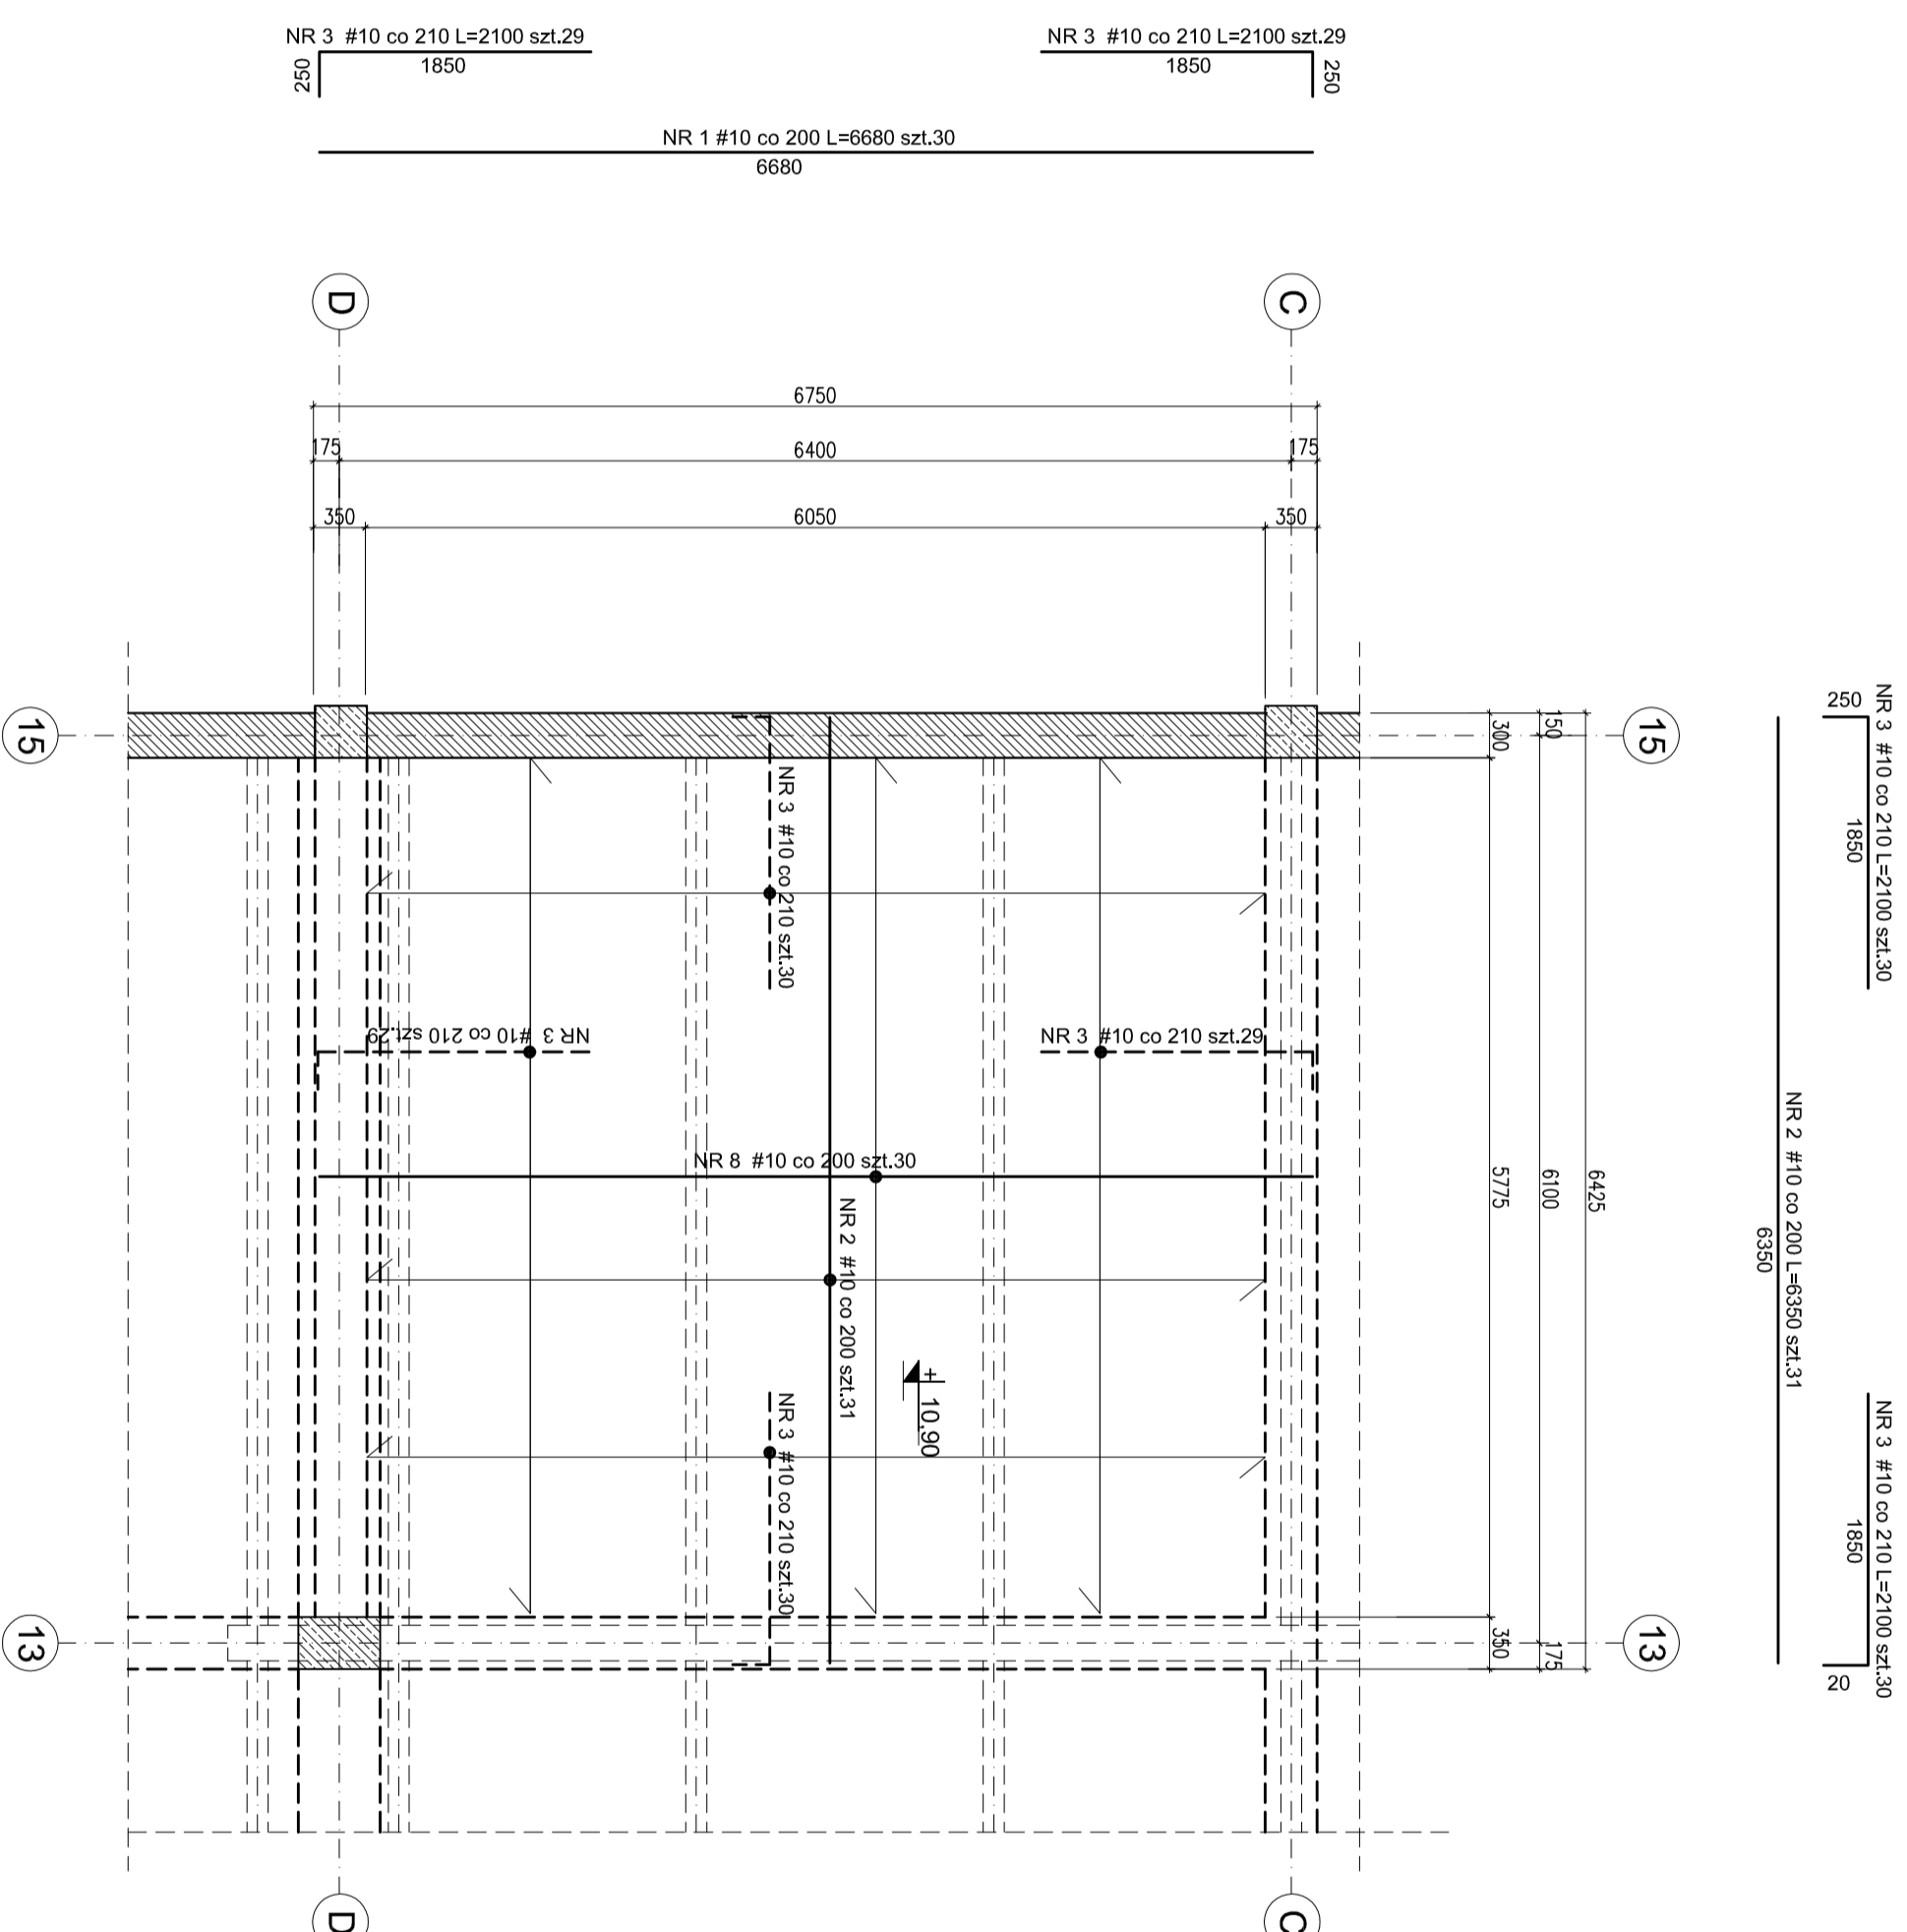 NR 3 #10 co 210 L=2100 szt.29
1850
250
NR 3 #10 co 210 L=2100 szt.29
1850
250
NR 1 #10 co 200 L=6680 szt.30
6680
D
C
6750
175
6400
175
350
6050
350
15
15
300
150
250
NR 3 #10 co 210 L=2100 szt.30
1850
NR 3 #10 co 210 szt.30
NR 3 #10 co 210 szt.29
NR 3 #10 co 210 szt.29
NR 8 #10 co 200 szt.30
NR 2 #10 co 200 szt.31
+ 10,90
NR 3 #10 co 210 szt.30
5775
6100
6425
NR 2 #10 co 200 L=6350 szt.31
6350
NR 3 #10 co 210 L=2100 szt.30
1850
20
13
13
350
175
D
C